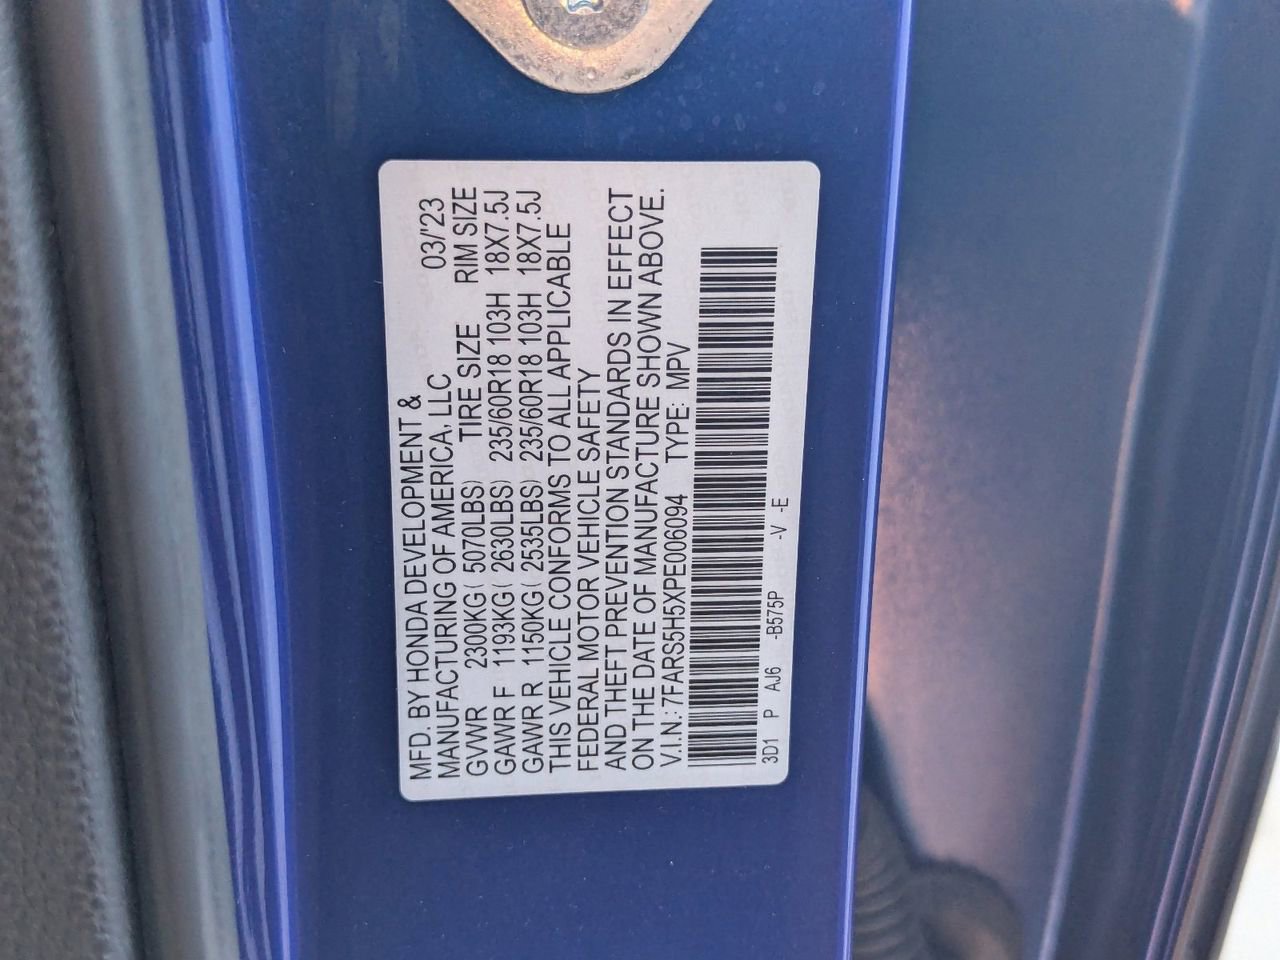 MFD. BY HONDA DEVELOPMENT &
MANUFACTURING OF AMERICA, LLC 03/'23
GVWR 2300KG ( 5070LBS) TIRE SIZE RIM SIZE
GAWR F 1193KG ( 2630LBS) 235/60R18 103H 18X7.5J
GAWR R 1150KG ( 2535LBS) 235/60R18 103H 18X7.5J
THIS VEHICLE CONFORMS TO ALL APPLICABLE
FEDERAL MOTOR VEHICLE SAFETY
AND THEFT PREVENTION STANDARDS IN EFFECT
ON THE DATE OF MANUFACTURE SHOWN ABOVE.
V.I.N.: 7FARS5H5XPE006094 TYPE: MPV
3D1 P AJ6 -B575P -V -E